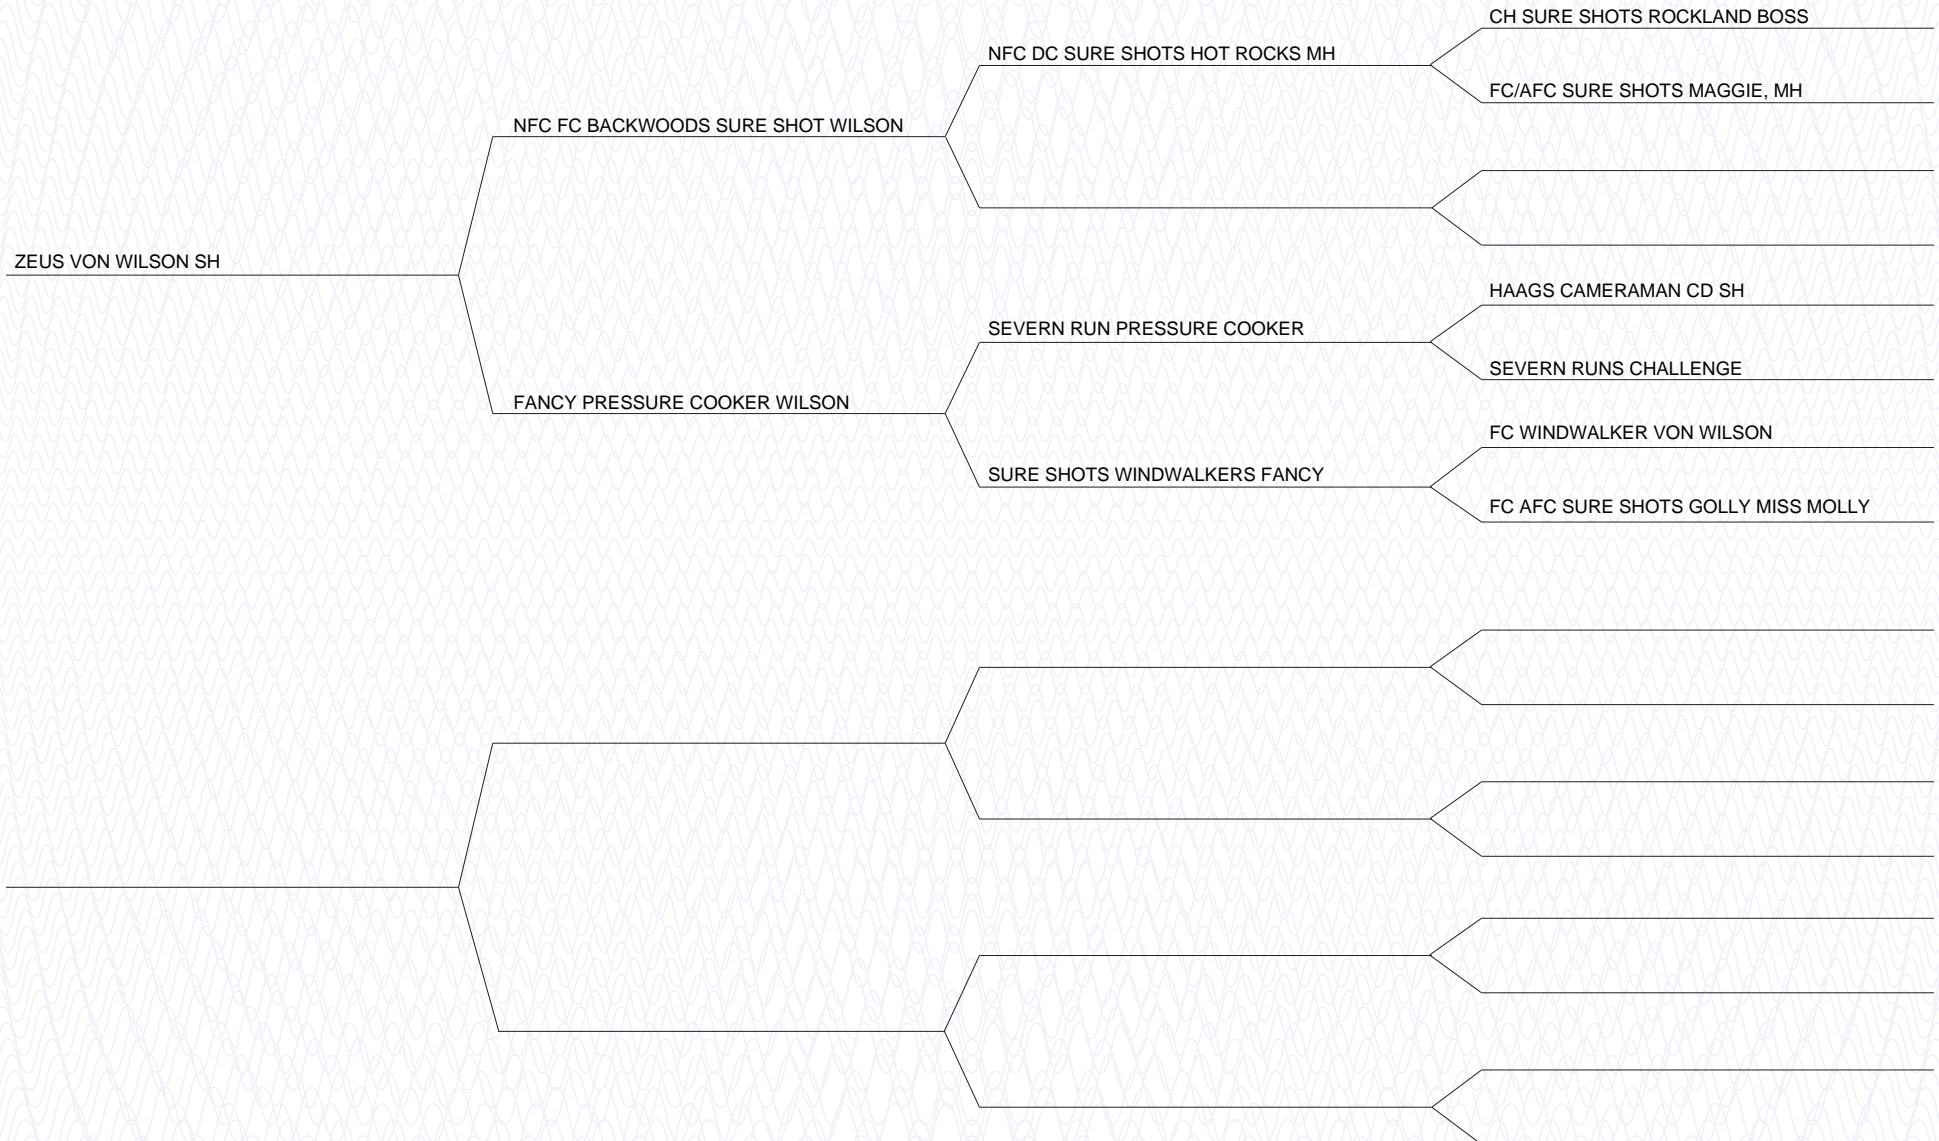 CH SURE SHOTS ROCKLAND BOSS
NFC DC SURE SHOTS HOT ROCKS MH
FC/AFC SURE SHOTS MAGGIE, MH
NFC FC BACKWOODS SURE SHOT WILSON
ZEUS VON WILSON SH
HAAGS CAMERAMAN CD SH
SEVERN RUN PRESSURE COOKER
SEVERN RUNS CHALLENGE
FANCY PRESSURE COOKER WILSON
FC WINDWALKER VON WILSON
SURE SHOTS WINDWALKERS FANCY
FC AFC SURE SHOTS GOLLY MISS MOLLY